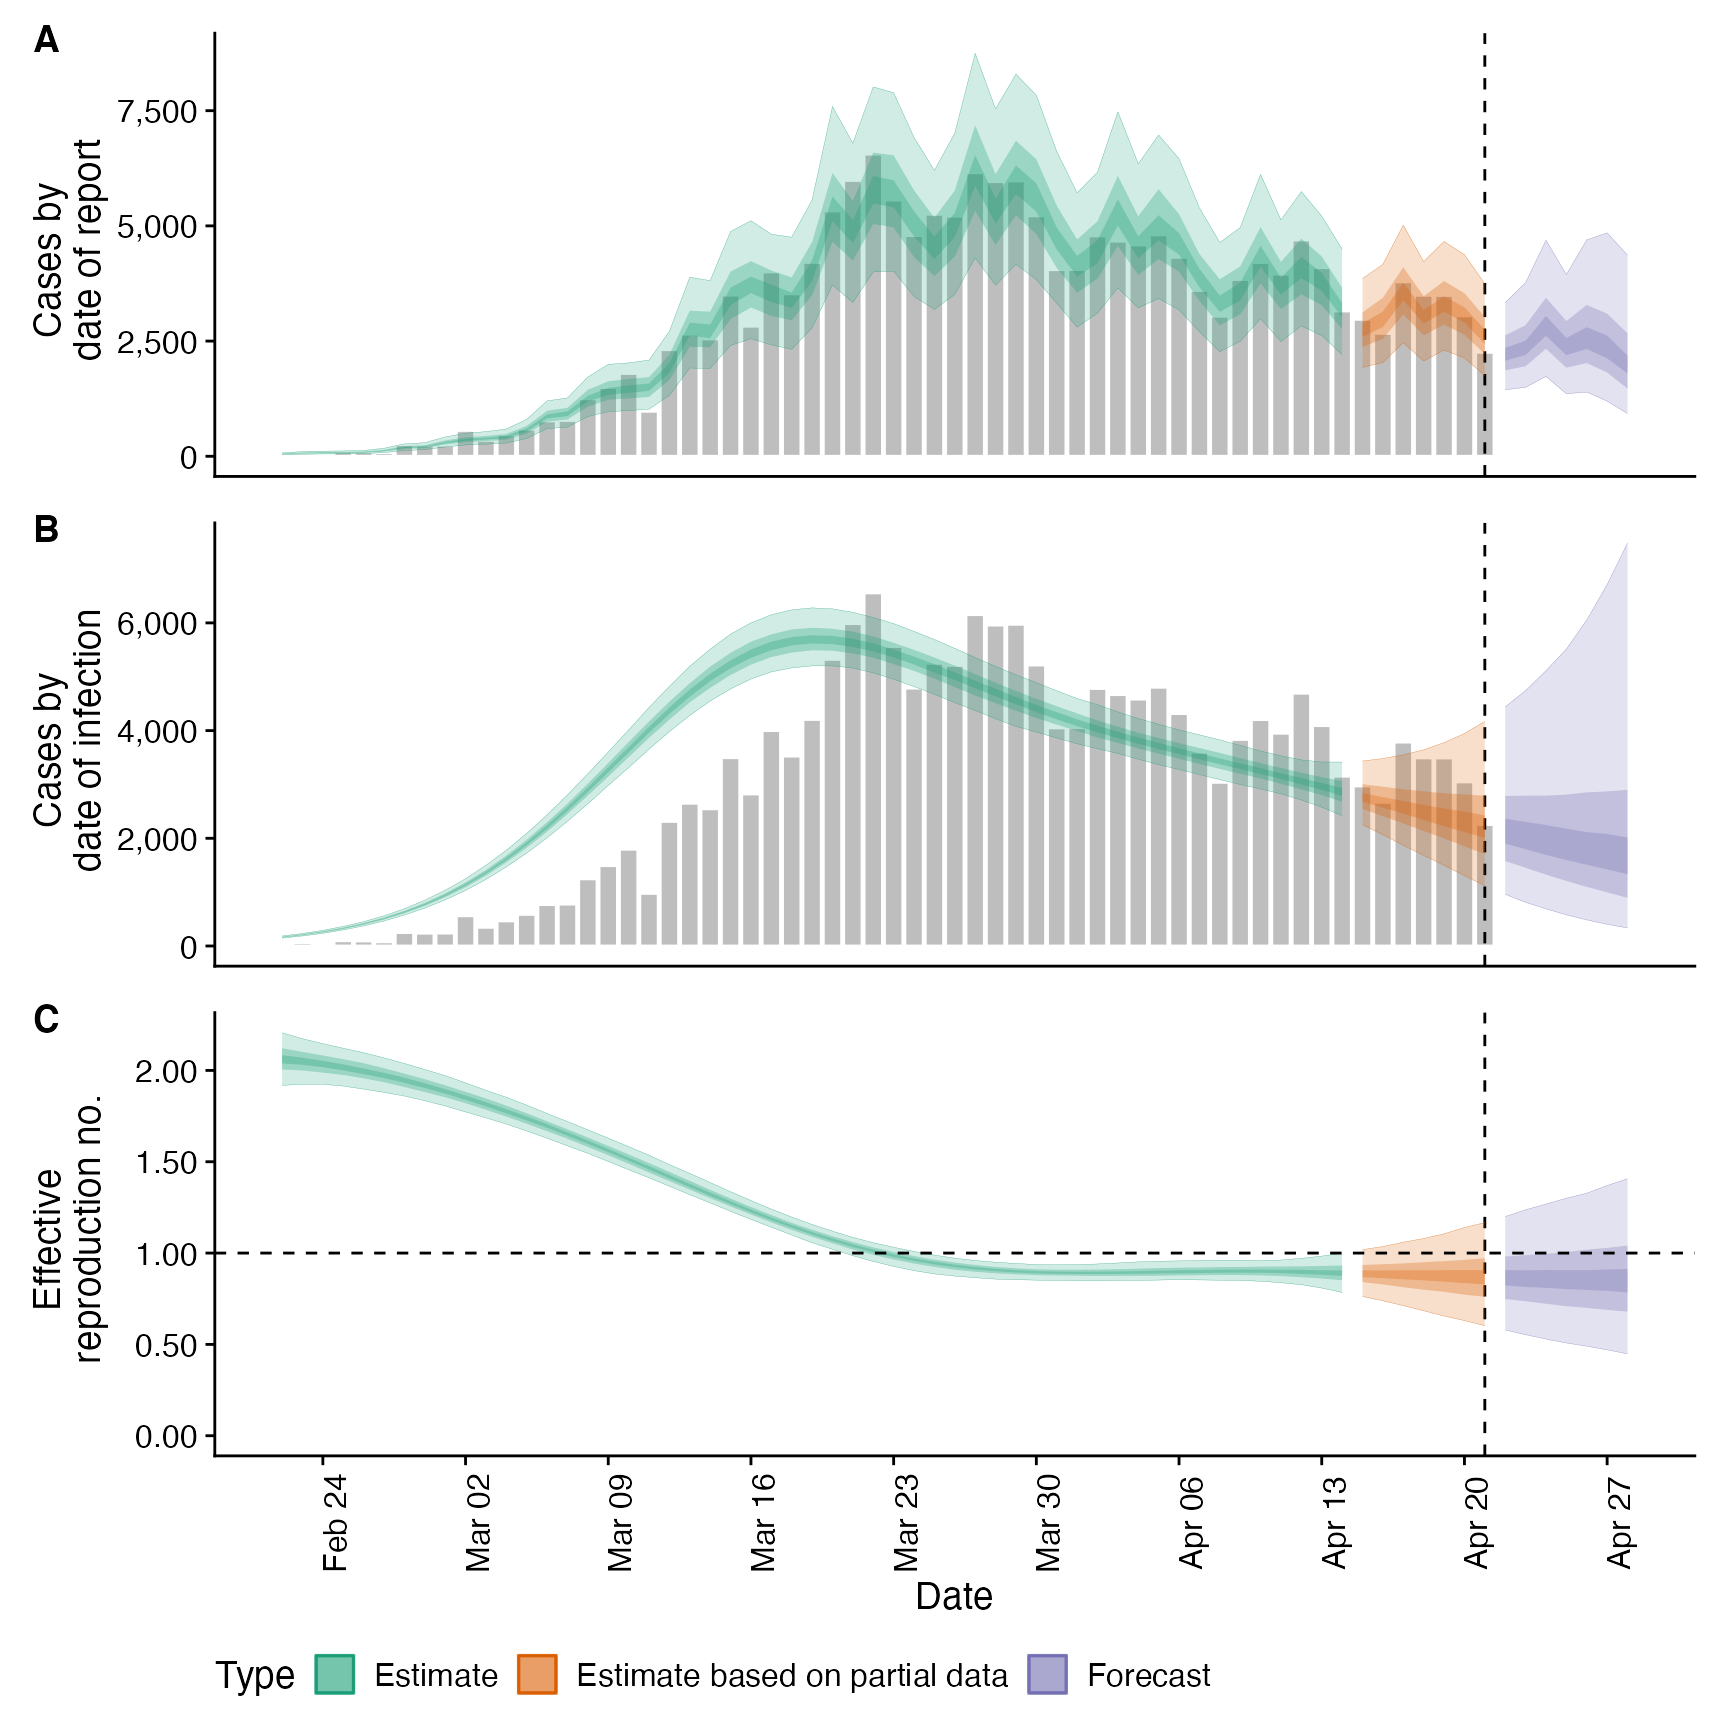 A
Cases by
date of report
7,500
5,000
2,500
0
B
Cases by
date of infection
6,000
4,000
2,000
0
C
Effective
reproduction no.
2.00
1.50
1.00
0.50
0.00
Feb 24
Mar 02
Mar 09
Mar 16
Mar 23
Mar 30
Apr 06
Apr 13
Apr 20
Apr 27
Date
Type Estimate Estimate based on partial data Forecast